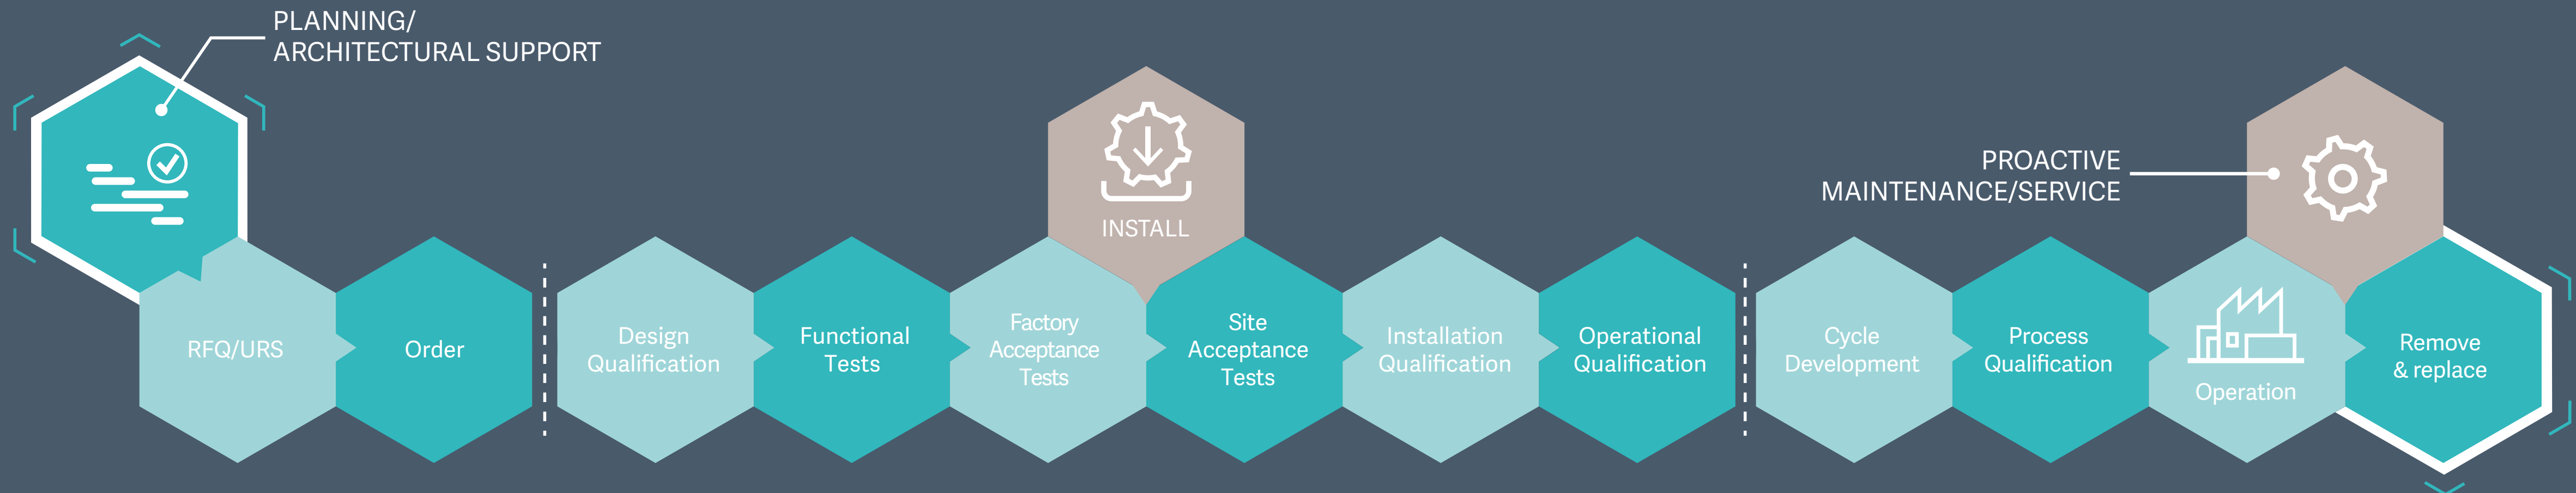 PLANNING/
ARCHITECTURAL SUPPORT
RFQ/URS
Order
Design
Qualification
Functional
Tests
Factory
Acceptance
Tests
INSTALL
Site
Acceptance
Tests
Installation
Qualification
Operational
Qualification
Cycle
Development
Process
Qualification
Operation
PROACTIVE
MAINTENANCE/SERVICE
Remove
& replace